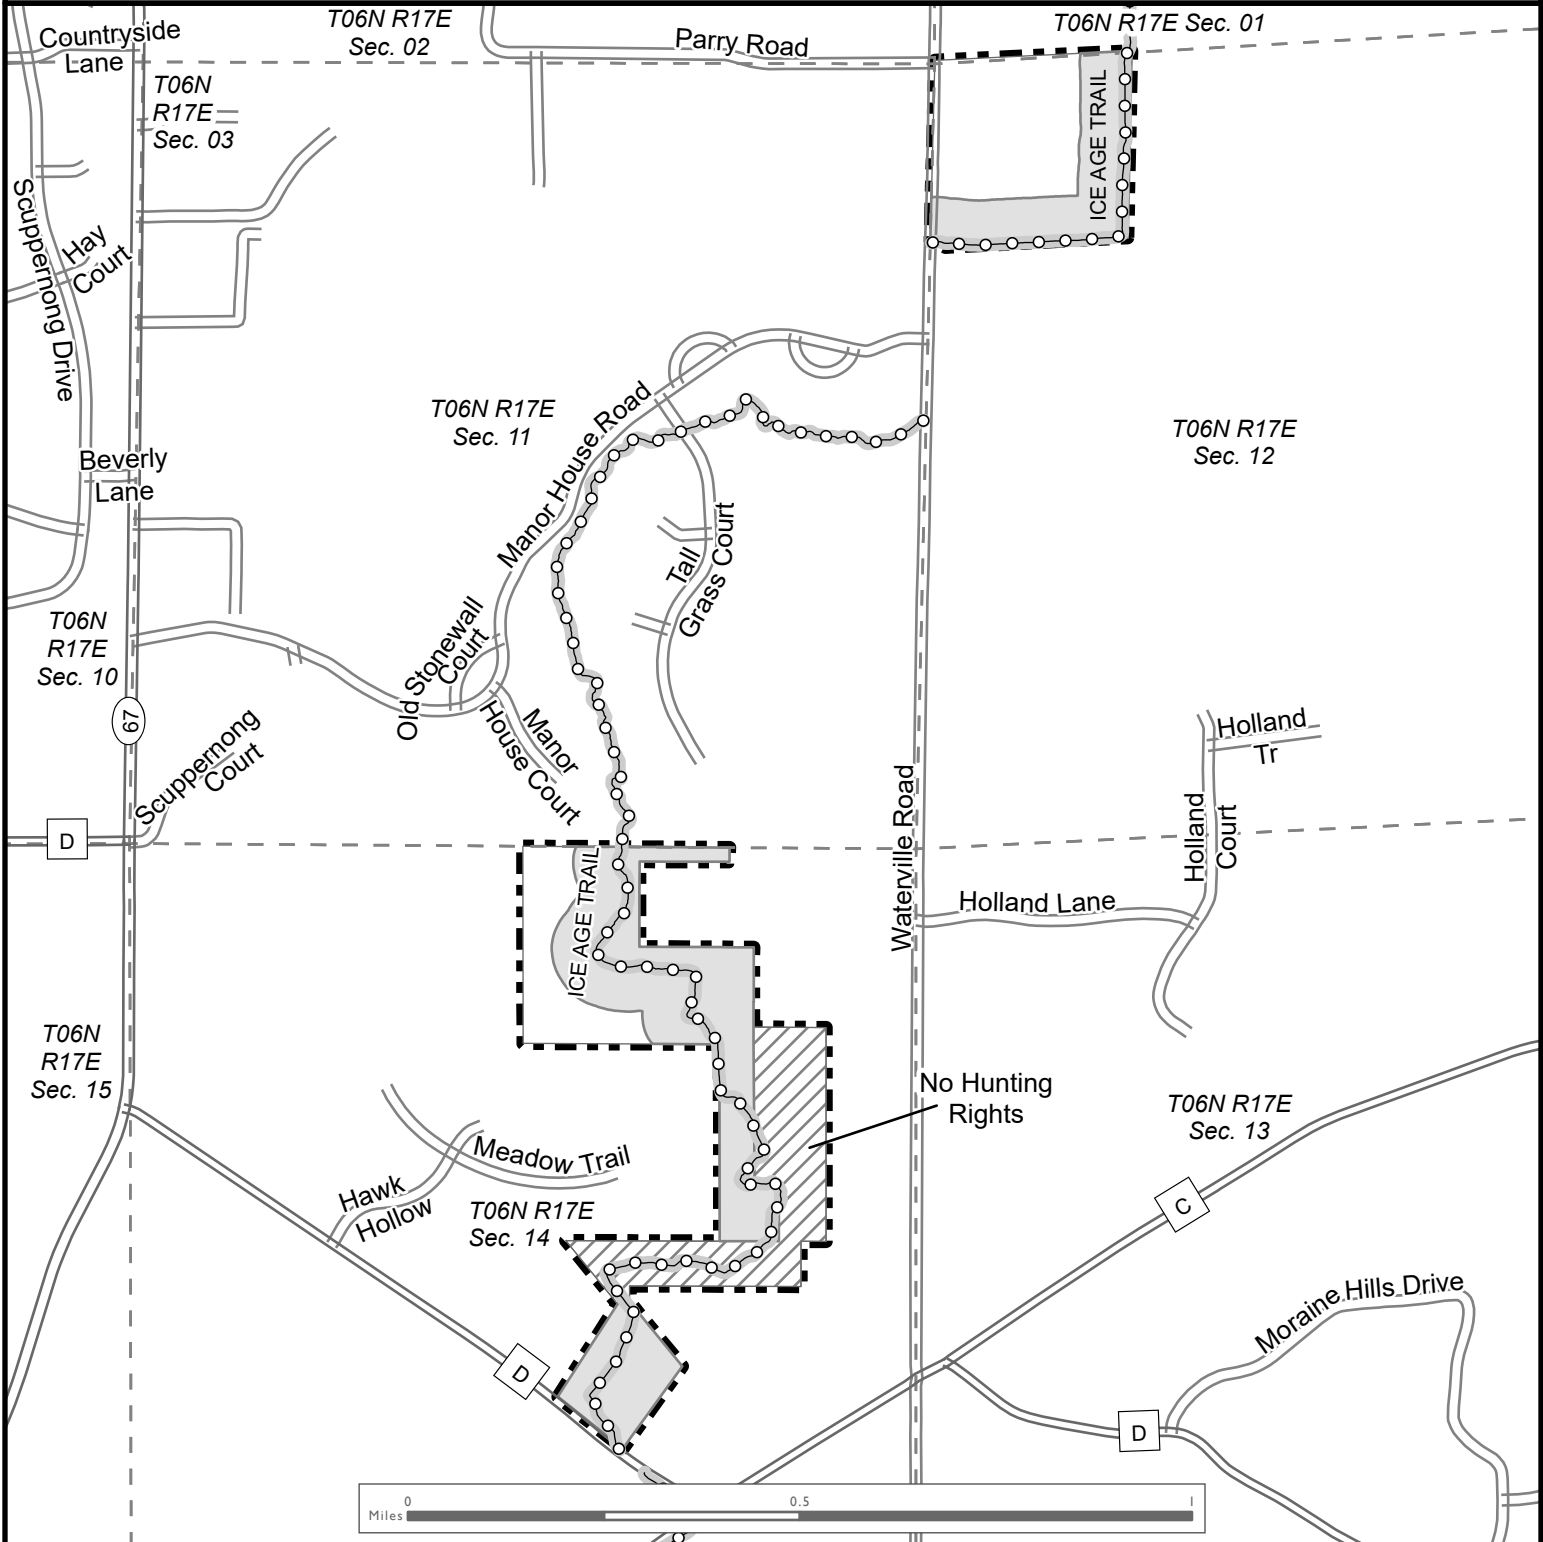 Countryside
Lane
T06N R17E
Sec. 02
Parry Road
T06N R17E Sec. 01
T06N
R17E
Sec. 03
ICE AGE TRAIL
Scuppernong Drive
Hay
Court
T06N R17E
Sec. 11
Manor House Road
T06N R17E
Sec. 12
Beverly
Lane
Tall
Grass Court
T06N
R17E
Sec. 10
Old Stonewall
Court
67
Manor
House Court
Scuppernong
Court
D
Holland
Tr
Holland
Court
Waterville Road
Holland Lane
ICE AGE TRAIL
T06N
R17E
Sec. 15
No Hunting
Rights
T06N R17E
Sec. 13
Meadow Trail
Hawk
Hollow
T06N R17E
Sec. 14
C
Moraine Hills Drive
D
D
0 0.5 1
Miles